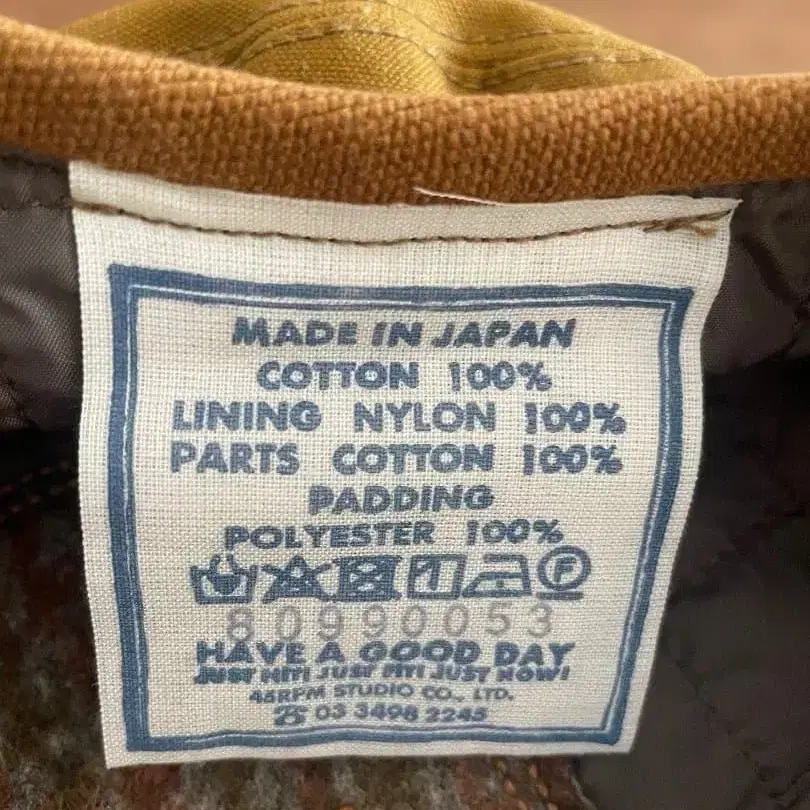 MADE IN JAPAN
COTTON 100%
LINING NYLON 100%
PARTS COTTON 100%
PADDING
POLYESTER 100%
F
80990053
HAVE A GOOD DAY
JUST HIT! JUST FIT! JUST NOW!
45RPM STUDIO CO., LTD.
☎ 03 3498 2245